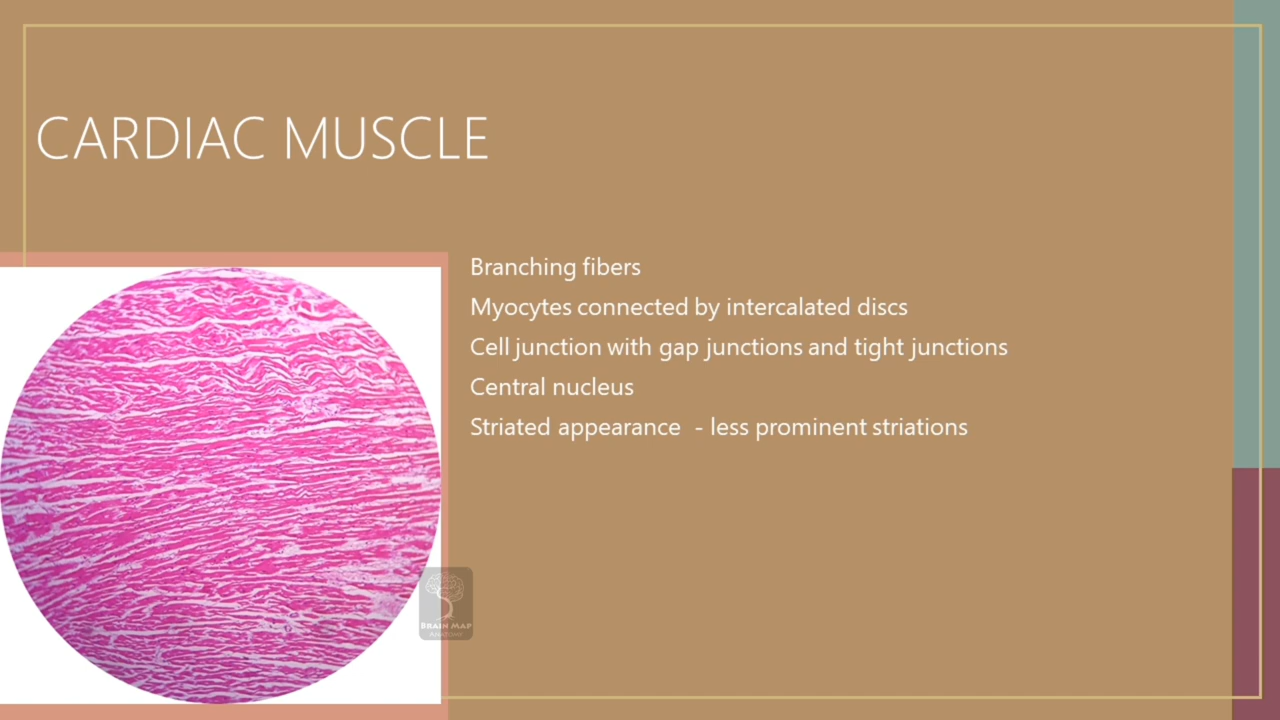 CARDIAC MUSCLE
Branching fibers
Myocytes connected by intercalated discs
Cell junction with gap junctions and tight junctions
Central nucleus
Striated appearance - less prominent striations
BRAIN MAP
ANATOMY